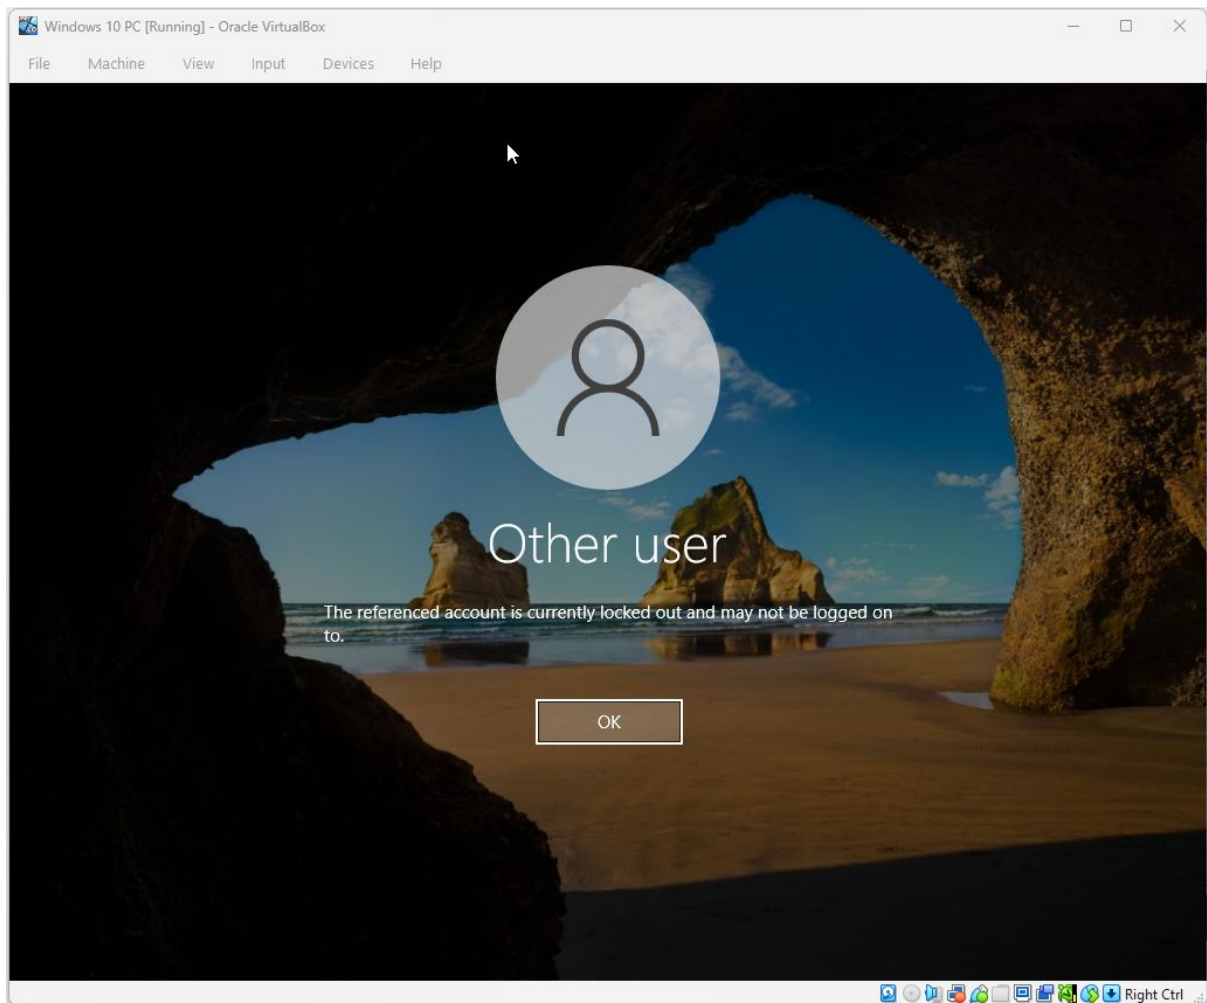 Windows 10 PC [Running] - Oracle VirtualBox
File Machine View Input Devices Help
Other user
The referenced account is currently locked out and may not be logged on
to.
OK
Right Ctrl